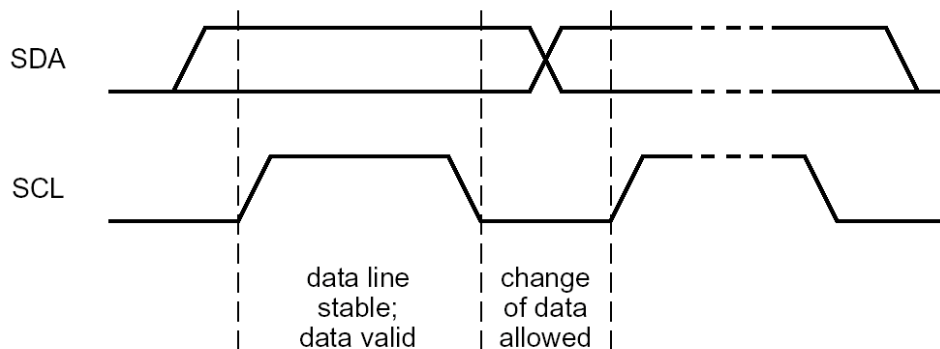 SDA
SCL
data line
stable;
data valid
change
of data
allowed